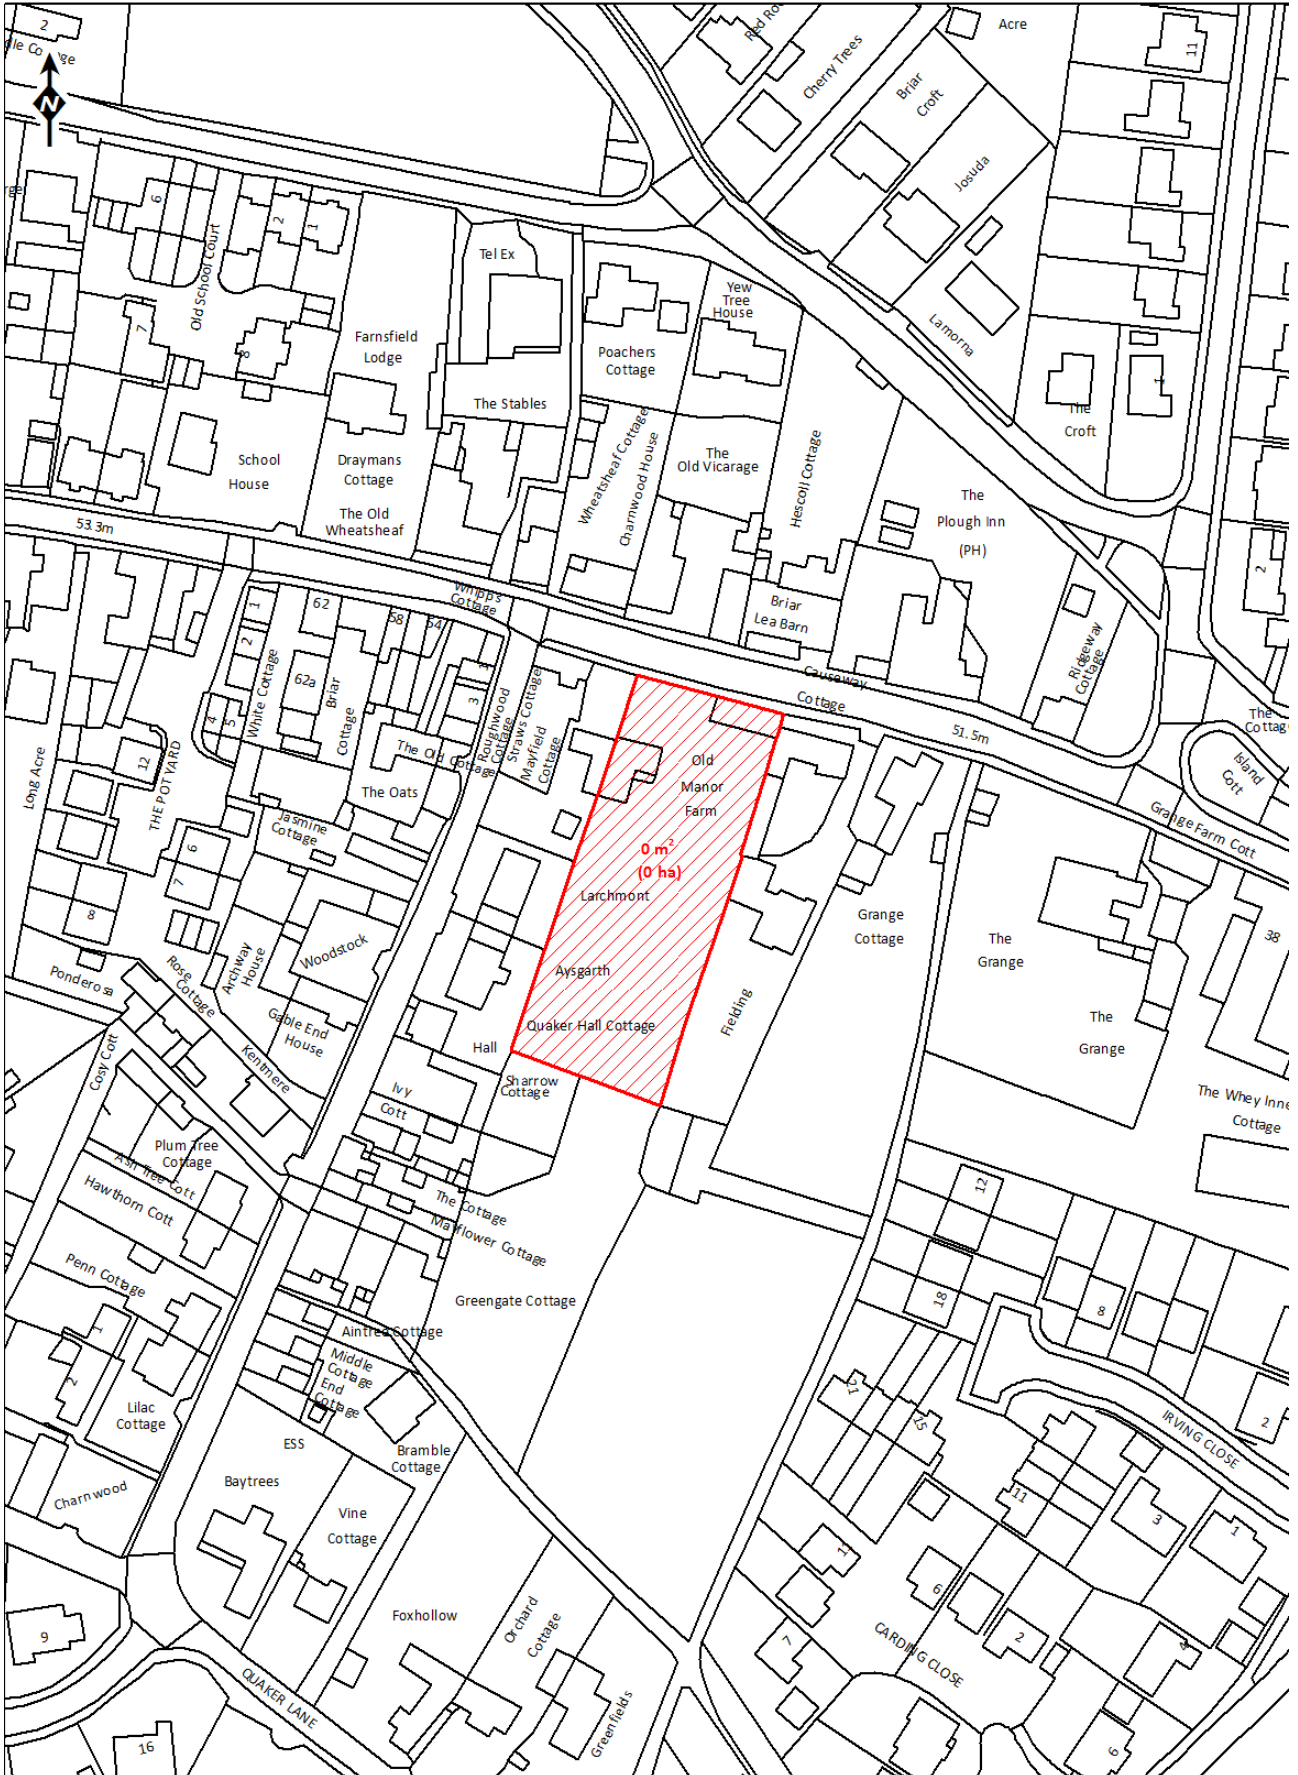 2
N
Cherry Trees
Acre
11
Briar
Croft
Josuda
6
2
1
Old School Court
Tel Ex
Yew
Tree
House
7
8
Farnsfield
Lodge
Poachers
Cottage
Lamorna
1
The
Croft
The Stables
School
House
Draymans
Cottage
The Old
Wheatsheaf
Wheatsheaf Cottage
Charnwood House
The
Old Vicarage
Hescoll Cottage
The
Plough Inn
(PH)
53.3m
2
Whipps
Cottage
1
62
58
54
1
2
Briar
Lea Barn
Ridgeway
Cottage
Causeway
Cottage
51.5m
White Cottage
62a
Briar
Cottage
3
Roughwood
Cottage
Straws Cottage
Mayfield
Cottage
4
5
The Old Cottage
Old
Manor
Farm
The
Island
Cott
Long Acre
12
THE POT YARD
The Oats
Jasmine
Cottage
Grange Farm Cott
6
7
0 m²
(0 ha)
Larchmont
8
Archway
House
Woodstock
Grange
Cottage
The
Grange
38
Ponderosa
Rose
Cottage
Aysgarth
Gable End
House
Quaker Hall Cottage
Fielding
The
Grange
Cosy Cott
Kentmere
Hall
Sharrow
Cottage
Ivy
Cott
Cottage
Plum Tree
Cottage
Ash Tree Cott
Hawthorn Cott
The Cottage
Mayflower Cottage
12
Penn Cottage
Greengate Cottage
18
8
1
2
Aintree Cottage
Middle
Cottage
End
Cottage
21
15
IRVING CLOSE
2
Lilac
Cottage
ESS
Bramble
Cottage
Baytrees
Charnwood
Vine
Cottage
11
3
1
6
Foxhollow
Orchard
Cottage
9
7
CARDING CLOSE
2
4
QUAKER LANE
Greenfields
16
6